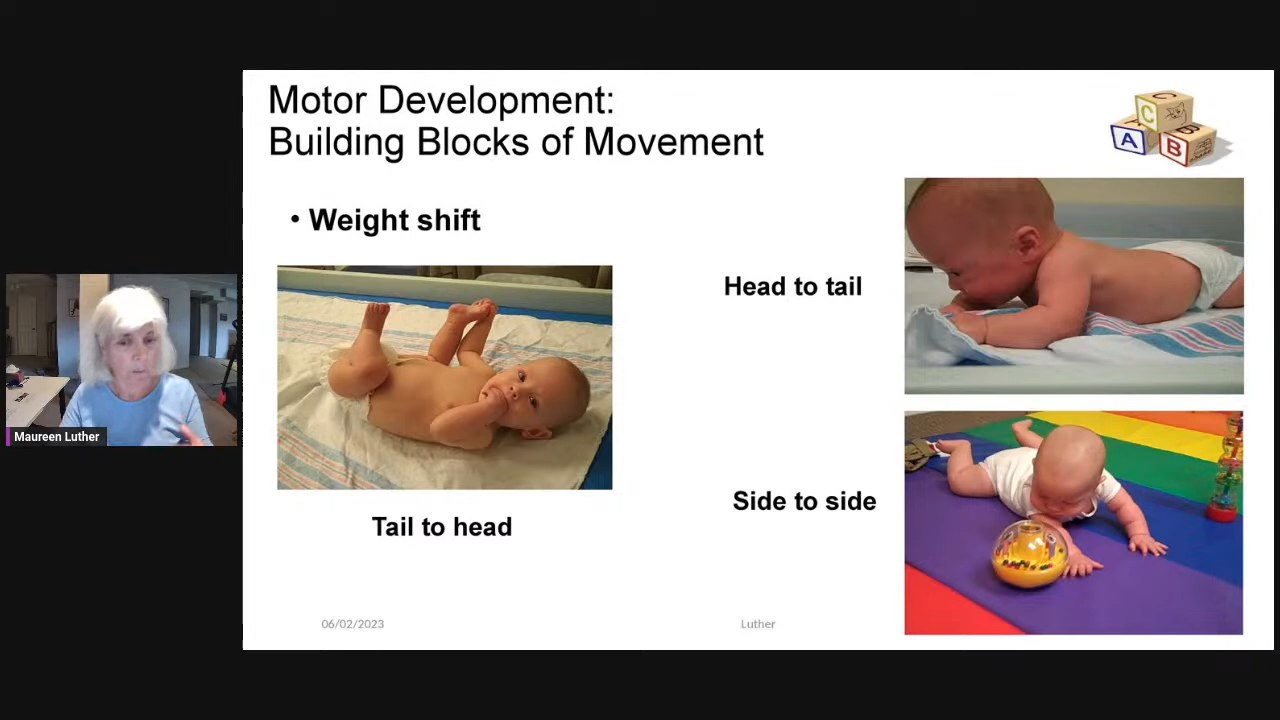 Motor Development:
Building Blocks of Movement
• Weight shift
Head to tail
Side to side
Tail to head
06/02/2023
Luther
Maureen Luther
C
A
B